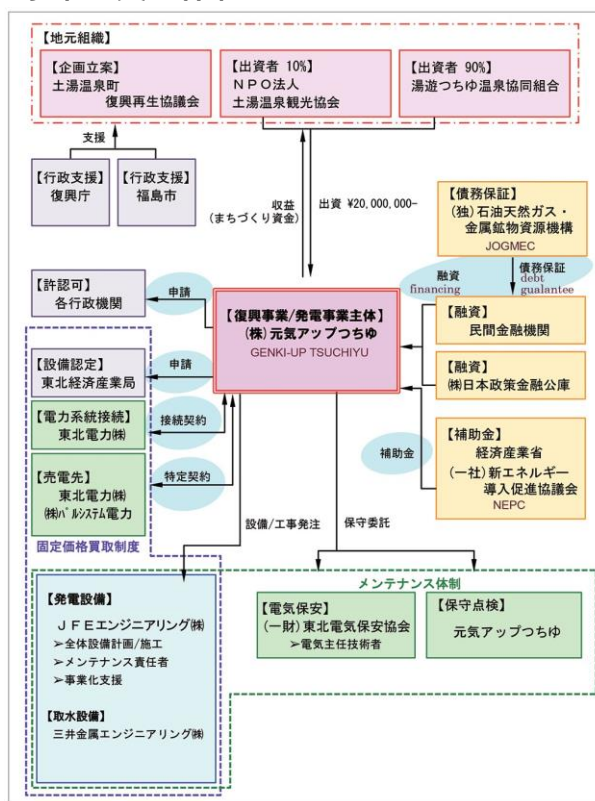 【地元組織】
【企画立案】
土湯温泉町
復興再生協議会
【出資者 10%】
NPO法人
土湯温泉観光協会
【出資者 90%】
湯遊つちゆ温泉協同組合
支援
【行政支援】
復興庁
【行政支援】
福島市
収益
(まちづくり資金)
出資 ¥20,000,000-
【債務保証】
(独)石油天然ガス・
金属鉱物資源機構
JOGMEC
融資
financing
債務保証
debt
gualantee
【許認可】
各行政機関
申請
【復興事業/発電事業主体】
(株)元気アップつちゆ
GENKI-UP TSUCHIYU
【融資】
民間金融機関
【設備認定】
東北経済産業局
申請
【融資】
㈱日本政策金融公庫
【電力系統接続】
東北電力㈱
接続契約
【補助金】
経済産業省
(一社)新エネルギー
導入促進協議会
NEPC
補助金
【売電先】
東北電力㈱
㈱パルシステム電力
特定契約
固定価格買取制度
設備/工事発注
保守委託
メンテナンス体制
【発電設備】
JFEエンジニアリング㈱
➢全体設備計画/施工
➢メンテナンス責任者
➢事業化支援
【取水設備】
三井金属エンジニアリング㈱
【電気保安】
(一財)東北電気保安協会
➢電気主任技術者
【保守点検】
元気アップつちゆ